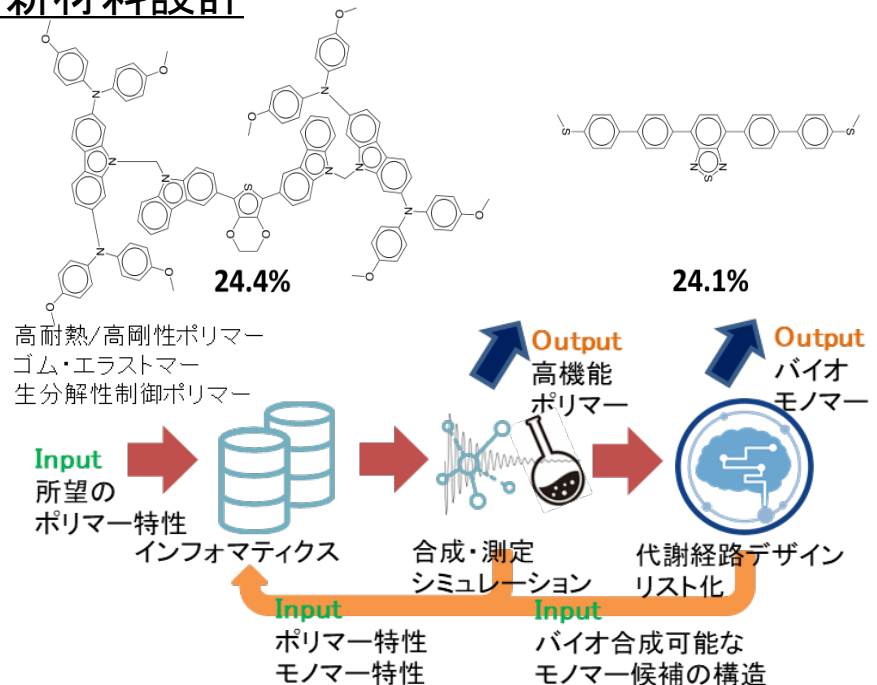 新材料設計
24.4%
24.1%
高耐熱/高剛性ポリマー
ゴム・エラストマー
生分解性制御ポリマー
Input
所望の
ポリマー特性
インフォマティクス
Output
高機能
ポリマー
合成・測定
シミュレーション
Output
バイオ
モノマー
代謝経路デザイン
リスト化
Input
ポリマー特性
モノマー特性
Input
バイオ合成可能な
モノマー候補の構造